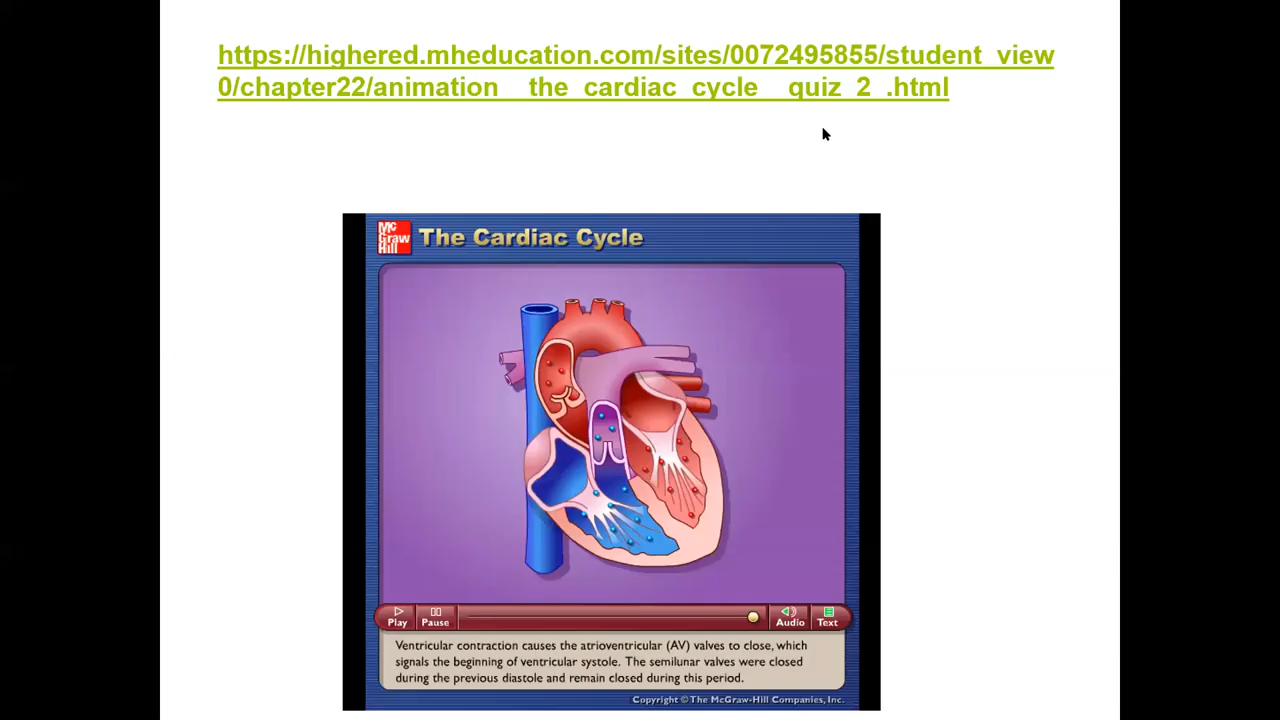 https://highered.mheducation.com/sites/0072495855/student_view
0/chapter22/animation__the_cardiac_cycle__quiz_2_.html
Mc
Graw
Hill
The Cardiac Cycle
Play
Pause
Audio
Text
Ventricular contraction causes the atrioventricular (AV) valves to close, which
signals the beginning of ventricular systole. The semilunar valves were closed
during the previous diastole and remain closed during this period.
Copyright © The McGraw-Hill Companies, Inc.